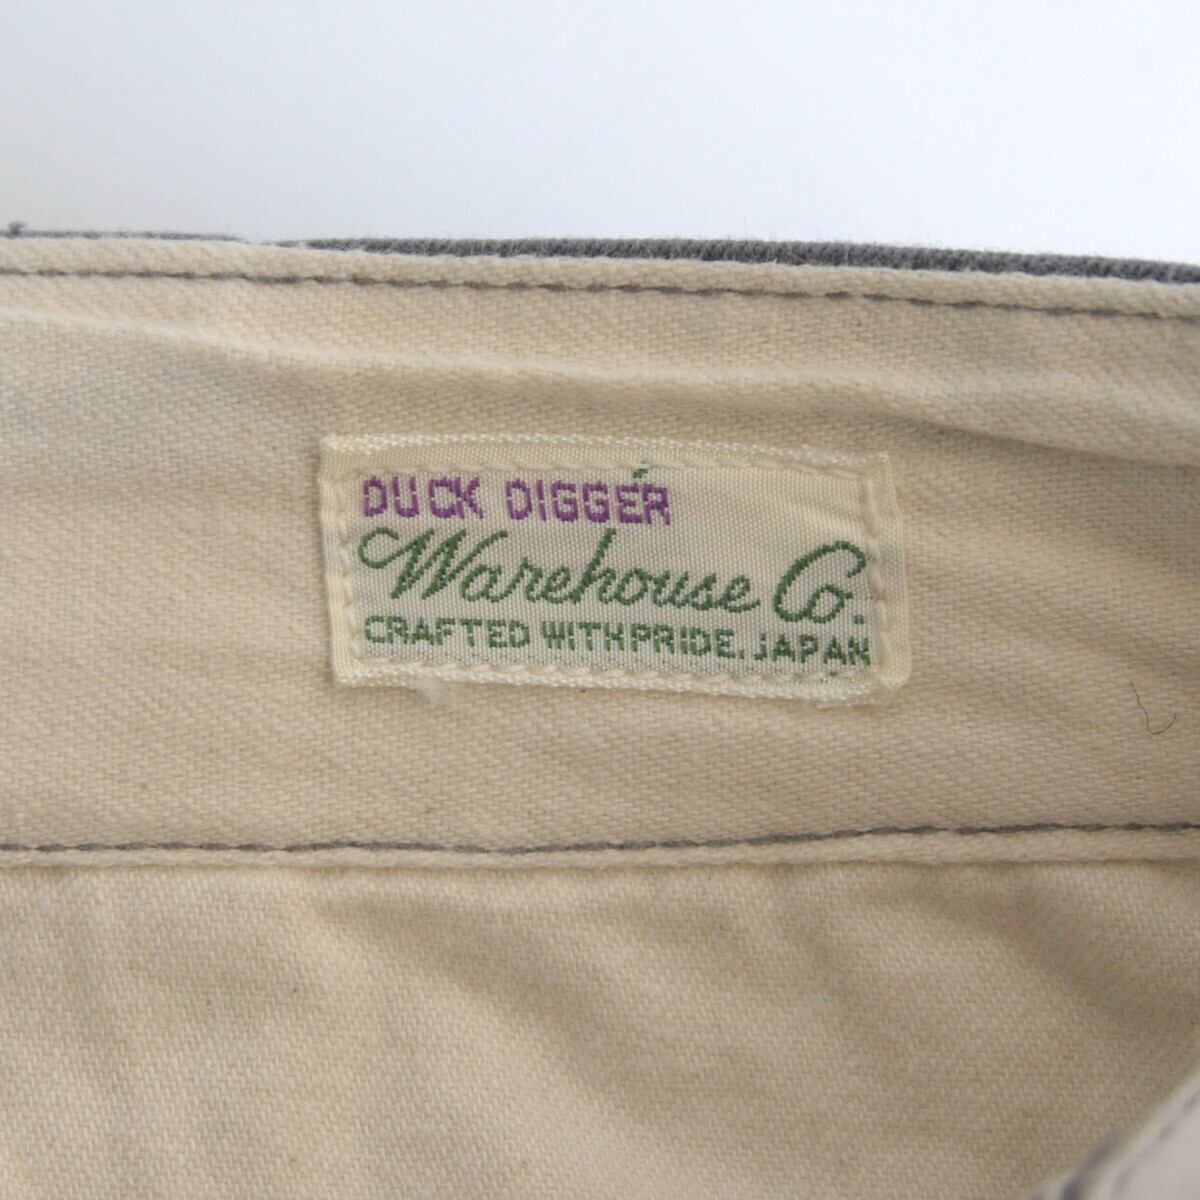 DUCK DIGGER
Warehouse Co.
CRAFTED WITH PRIDE. JAPAN